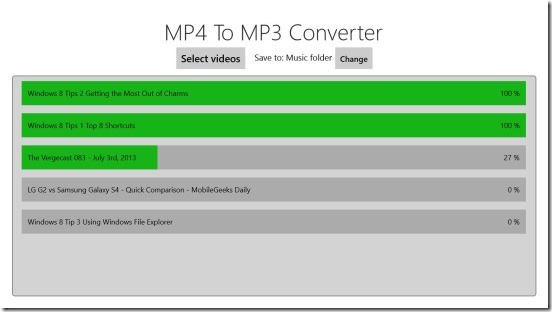 MP4 To MP3 Converter
Select videos Save to: Music folder Change
Windows 8 Tips 2 Getting the Most Out of Charms 100 %
Windows 8 Tips 1 Top 8 Shortcuts 100 %
The Vergecast 083 - July 3rd, 2013 27 %
LG G2 vs Samsung Galaxy S4 - Quick Comparison - MobileGeeks Daily 0 %
Windows 8 Tip 3 Using Windows File Explorer 0 %